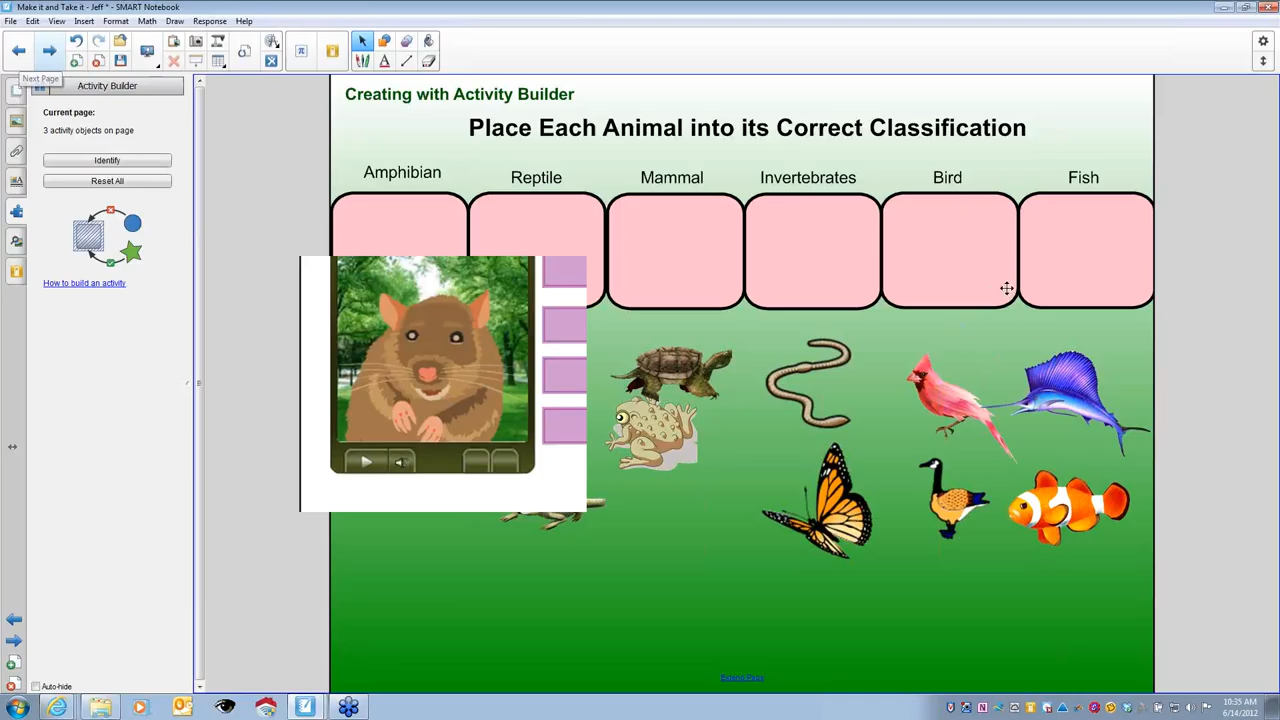 Make it and Take it - Jeff * - SMART Notebook
File Edit View Insert Format Math Draw Response Help
Next Page
Activity Builder
Current page:
3 activity objects on page
Identify
Reset All
How to build an activity
Creating with Activity Builder
Place Each Animal into its Correct Classification
Amphibian Reptile Mammal Invertebrates Bird Fish
Extend Page
Auto-hide
10:35 AM
6/14/2012